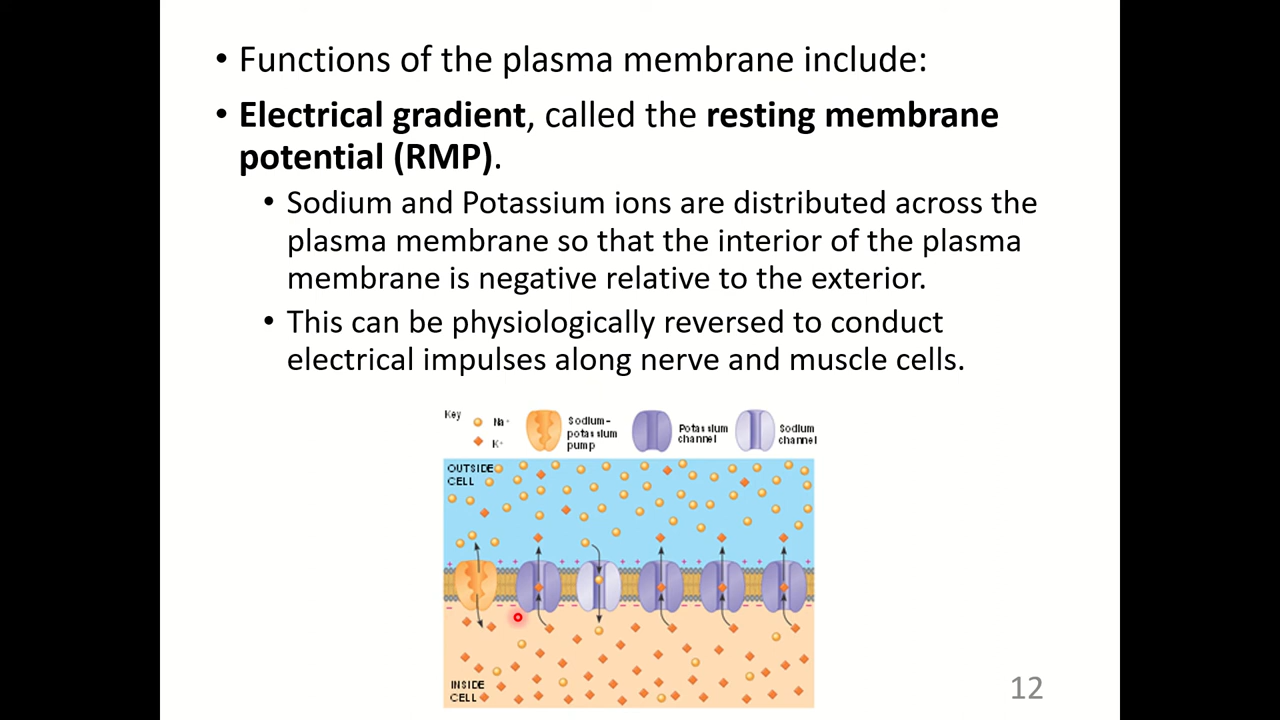 • Functions of the plasma membrane include:
• Electrical gradient, called the resting membrane
potential (RMP).
• Sodium and Potassium ions are distributed across the
plasma membrane so that the interior of the plasma
membrane is negative relative to the exterior.
• This can be physiologically reversed to conduct
electrical impulses along nerve and muscle cells.
Key
Na+
K+
Sodium-
potassium
pump
Potassium
channel
Sodium
channel
OUTSIDE
CELL
INSIDE
CELL
12